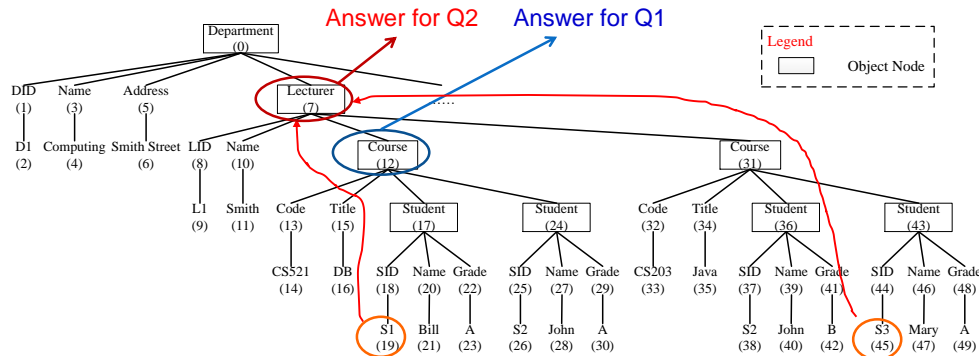 Answer for Q2 Answer for Q1
Department
(0)
Legend
Object Node
DID Name Address Lecturer
(1) (3) (5) (7) .....
D1 Computing Smith Street LID Name Course Course
(2) (4) (6) (8) (10) (12) (31)
L1 Smith Code Title Student Student Code Title Student Student
(9) (11) (13) (15) (17) (24) (32) (34) (36) (43)
CS521 DB SID Name Grade SID Name Grade CS203 Java SID Name Grade SID Name Grade
(14) (16) (18) (20) (22) (25) (27) (29) (33) (35) (37) (39) (41) (44) (46) (48)
S1 Bill A S2 John A S2 John B S3 Mary A
(19) (21) (23) (26) (28) (30) (38) (40) (42) (45) (47) (49)